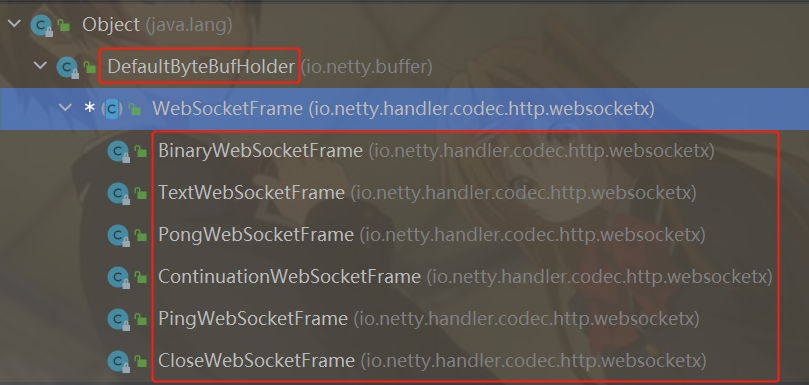 Object (java.lang)
DefaultByteBufHolder (io.netty.buffer)
* WebSocketFrame (io.netty.handler.codec.http.websocketx)
BinaryWebSocketFrame (io.netty.handler.codec.http.websocketx)
TextWebSocketFrame (io.netty.handler.codec.http.websocketx)
PongWebSocketFrame (io.netty.handler.codec.http.websocketx)
ContinuationWebSocketFrame (io.netty.handler.codec.http.websocketx)
PingWebSocketFrame (io.netty.handler.codec.http.websocketx)
CloseWebSocketFrame (io.netty.handler.codec.http.websocketx)